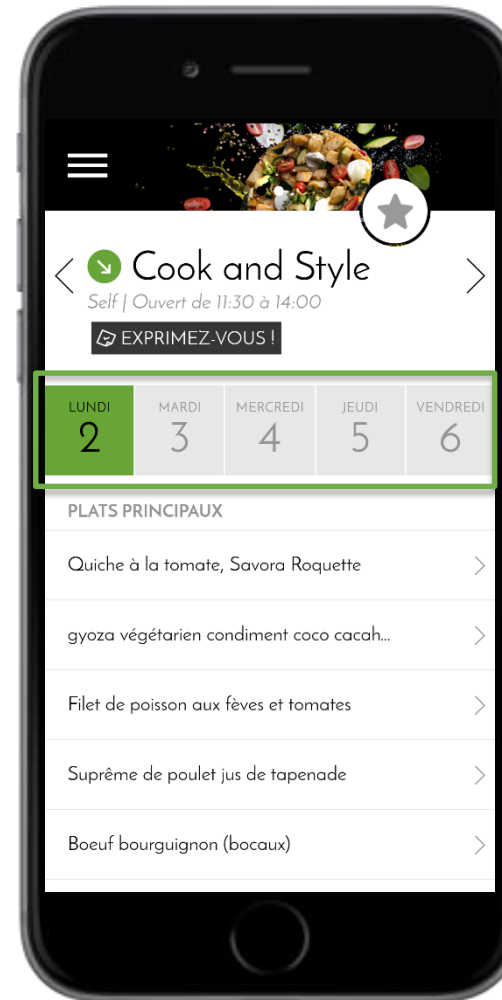 Cook and Style
Self | Ouvert de 11:30 à 14:00
EXPRIMEZ-VOUS !
LUNDI MARDI MERCREDI JEUDI VENDREDI
2 3 4 5 6
PLATS PRINCIPAUX
Quiche à la tomate, Savora Roquette
gyoza végétarien condiment coco cacah...
Filet de poisson aux fèves et tomates
Suprême de poulet jus de tapenade
Boeuf bourguignon (bocaux)